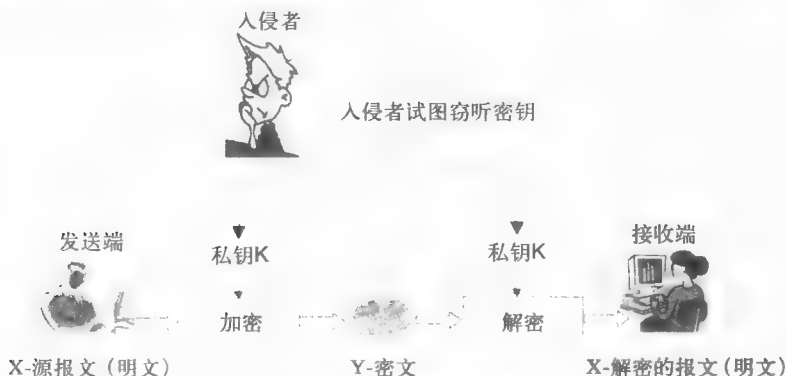 入侵者
入侵者试图窃听密钥
发送端
私钥K
私钥K
接收端
加密
解密
X-源报文（明文）
Y-密文
X-解密的报文（明文）